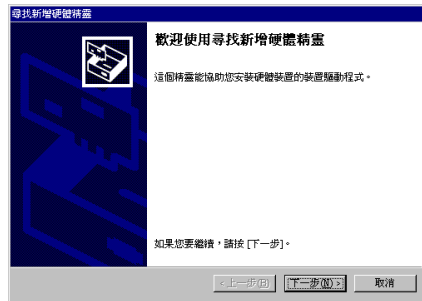 尋找新增硬體精靈
歡迎使用尋找新增硬體精靈
這個精靈能協助您安裝硬體裝置的裝置驅動程式。
如果您要繼續，請按 [下一步]。
< 上一步(B)
下一步(N) >
取消